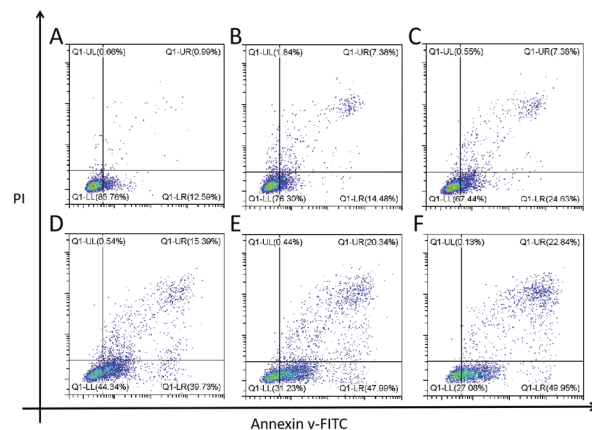 A
Q1-UL(0.66%) Q1-UR(0.99%)
Q1-LL(85.76%) Q1-LR(12.59%)
B
Q1-UL(1.84%) Q1-UR(7.38%)
Q1-LL(76.30%) Q1-LR(14.48%)
C
Q1-UL(0.55%) Q1-UR(7.38%)
Q1-LL(67.44%) Q1-LR(24.63%)
PI
D
Q1-UL(0.54%) Q1-UR(15.39%)
Q1-LL(44.34%) Q1-LR(39.73%)
E
Q1-UL(0.44%) Q1-UR(20.34%)
Q1-LL(31.23%) Q1-LR(47.99%)
F
Q1-UL(0.13%) Q1-UR(22.84%)
Q1-LL(27.08%) Q1-LR(49.95%)
Annexin v-FITC